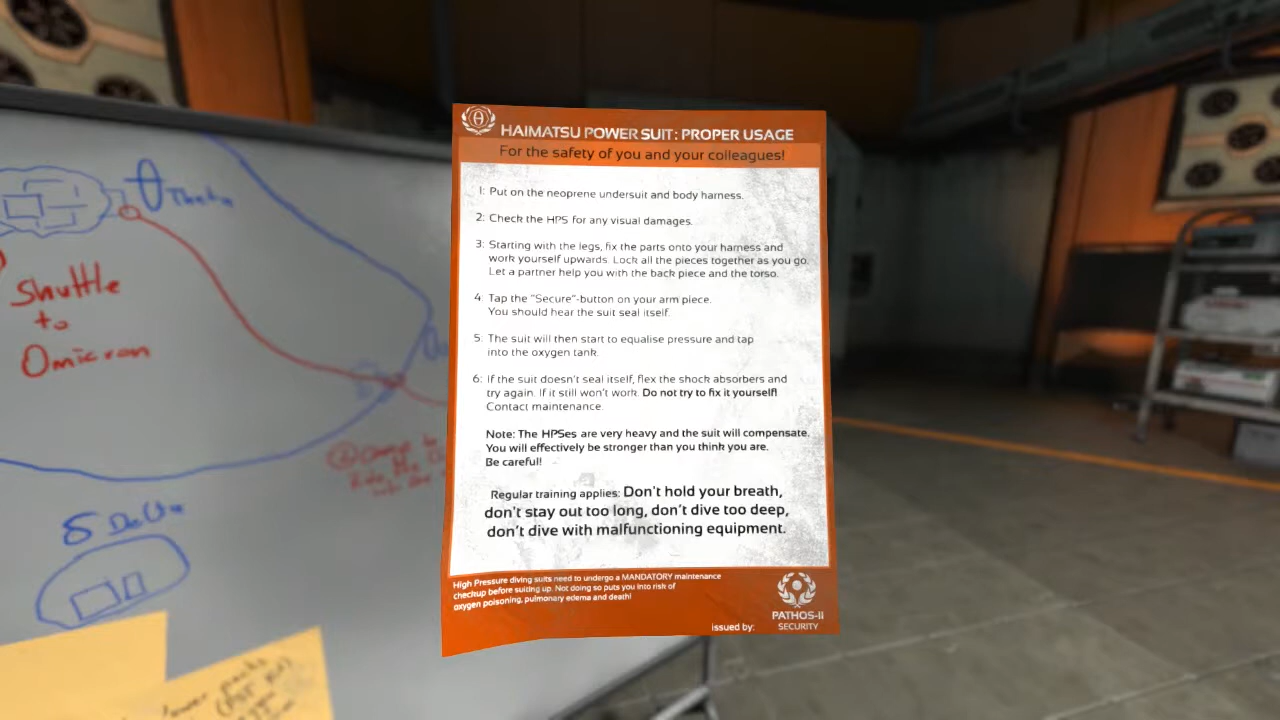 HAIMATSU POWER SUIT: PROPER USAGE
For the safety of you and your colleagues!
1: Put on the neoprene undersuit and body harness.
2: Check the HPS for any visual damages.
3: Starting with the legs, fix the parts onto your harness and
work yourself upwards. Lock all the pieces together as you go.
Let a partner help you with the back piece and the torso.
4: Tap the "Secure"-button on your arm piece.
You should hear the suit seal itself.
5: The suit will then start to equalise pressure and tap
into the oxygen tank.
6: If the suit doesn't seal itself, flex the shock absorbers and
try again. If it still won't work. Do not try to fix it yourself!
Contact maintenance.
Note: The HPSes are very heavy and the suit will compensate.
You will effectively be stronger than you think you are.
Be careful!
Regular training applies: Don't hold your breath,
don't stay out too long, don't dive too deep,
don't dive with malfunctioning equipment.
High Pressure diving suits need to undergo a MANDATORY maintenance
checkup before suiting up. Not doing so puts you into risk of
oxygen poisoning, pulmonary edema and death!
issued by:
PATHOS-II
SECURITY
θ Theta
Shuttle
to
Omicron
δ Delta